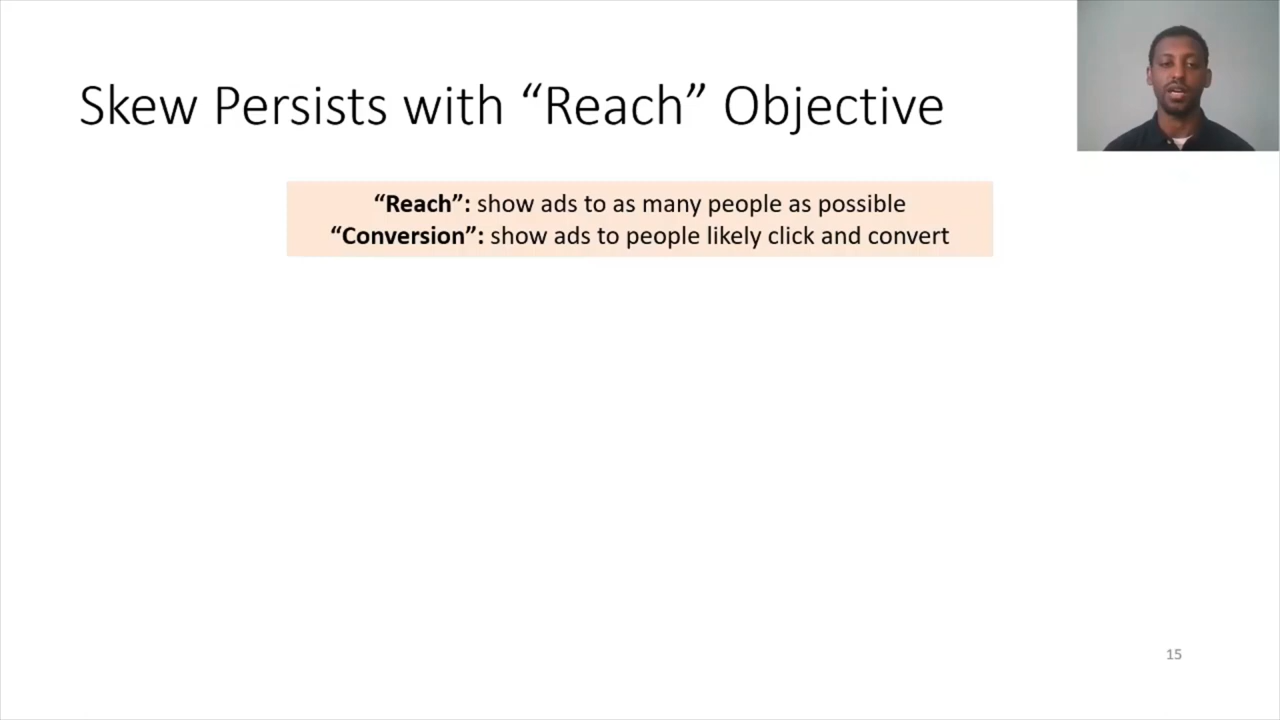 Skew Persists with “Reach” Objective
“Reach”: show ads to as many people as possible
“Conversion”: show ads to people likely click and convert
15